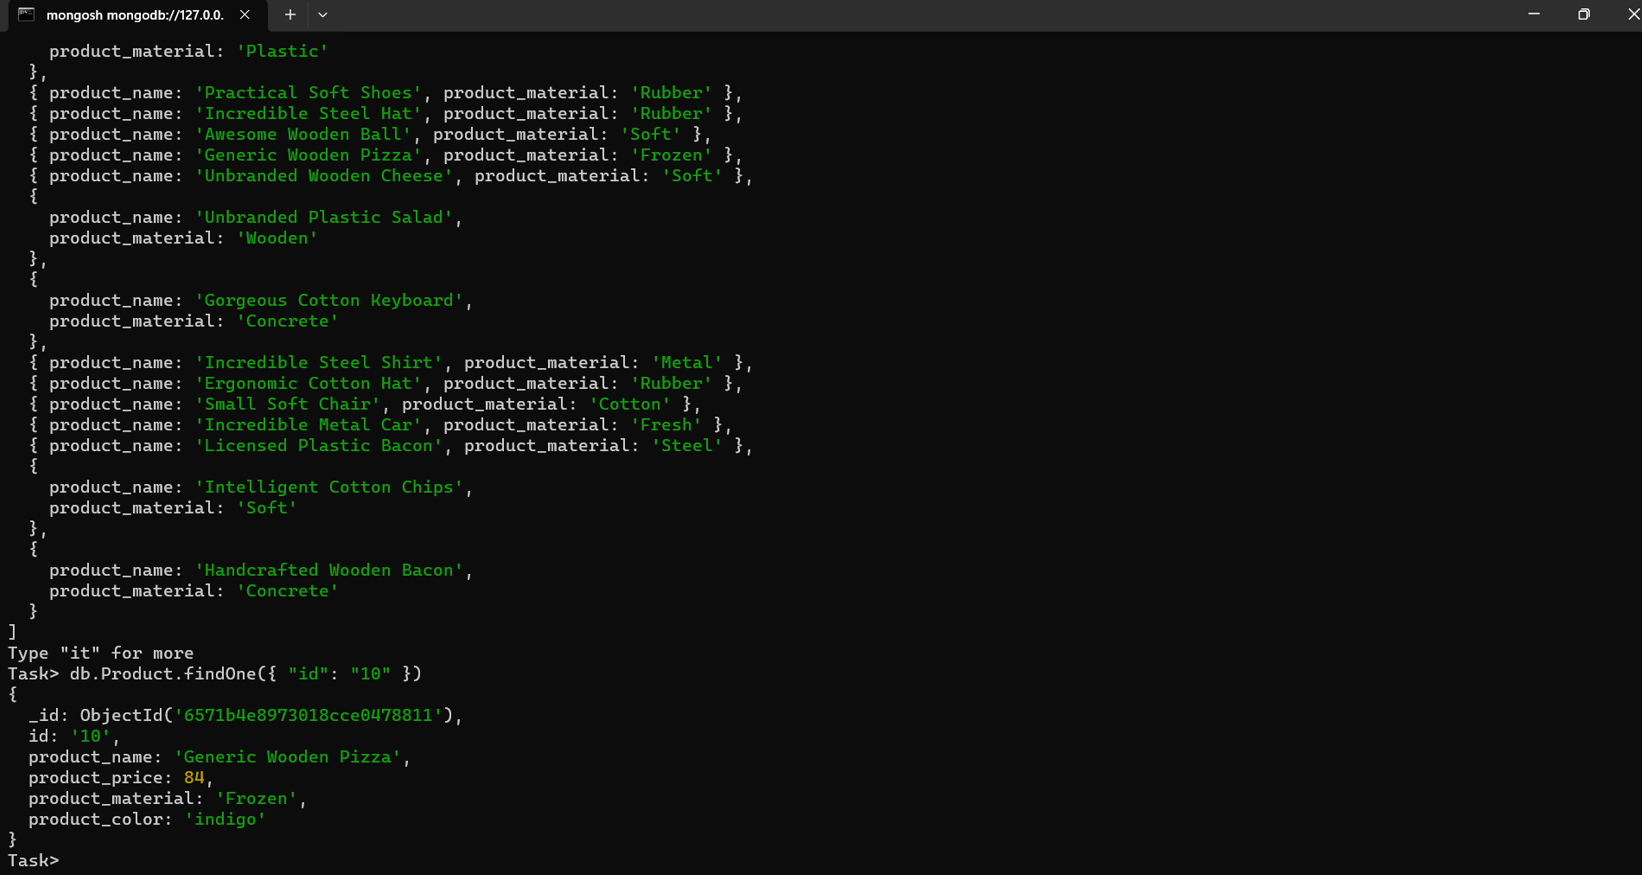 mongosh mongodb://127.0.0.
product_material: 'Plastic'
},
{ product_name: 'Practical Soft Shoes', product_material: 'Rubber' },
{ product_name: 'Incredible Steel Hat', product_material: 'Rubber' },
{ product_name: 'Awesome Wooden Ball', product_material: 'Soft' },
{ product_name: 'Generic Wooden Pizza', product_material: 'Frozen' },
{ product_name: 'Unbranded Wooden Cheese', product_material: 'Soft' },
{
product_name: 'Unbranded Plastic Salad',
product_material: 'Wooden'
},
{
product_name: 'Gorgeous Cotton Keyboard',
product_material: 'Concrete'
},
{ product_name: 'Incredible Steel Shirt', product_material: 'Metal' },
{ product_name: 'Ergonomic Cotton Hat', product_material: 'Rubber' },
{ product_name: 'Small Soft Chair', product_material: 'Cotton' },
{ product_name: 'Incredible Metal Car', product_material: 'Fresh' },
{ product_name: 'Licensed Plastic Bacon', product_material: 'Steel' },
{
product_name: 'Intelligent Cotton Chips',
product_material: 'Soft'
},
{
product_name: 'Handcrafted Wooden Bacon',
product_material: 'Concrete'
}
]
Type "it" for more
Task> db.Product.findOne({ "id": "10" })
{
_id: ObjectId('6571b4e8973018cce0478811'),
id: '10',
product_name: 'Generic Wooden Pizza',
product_price: 84,
product_material: 'Frozen',
product_color: 'indigo'
}
Task>